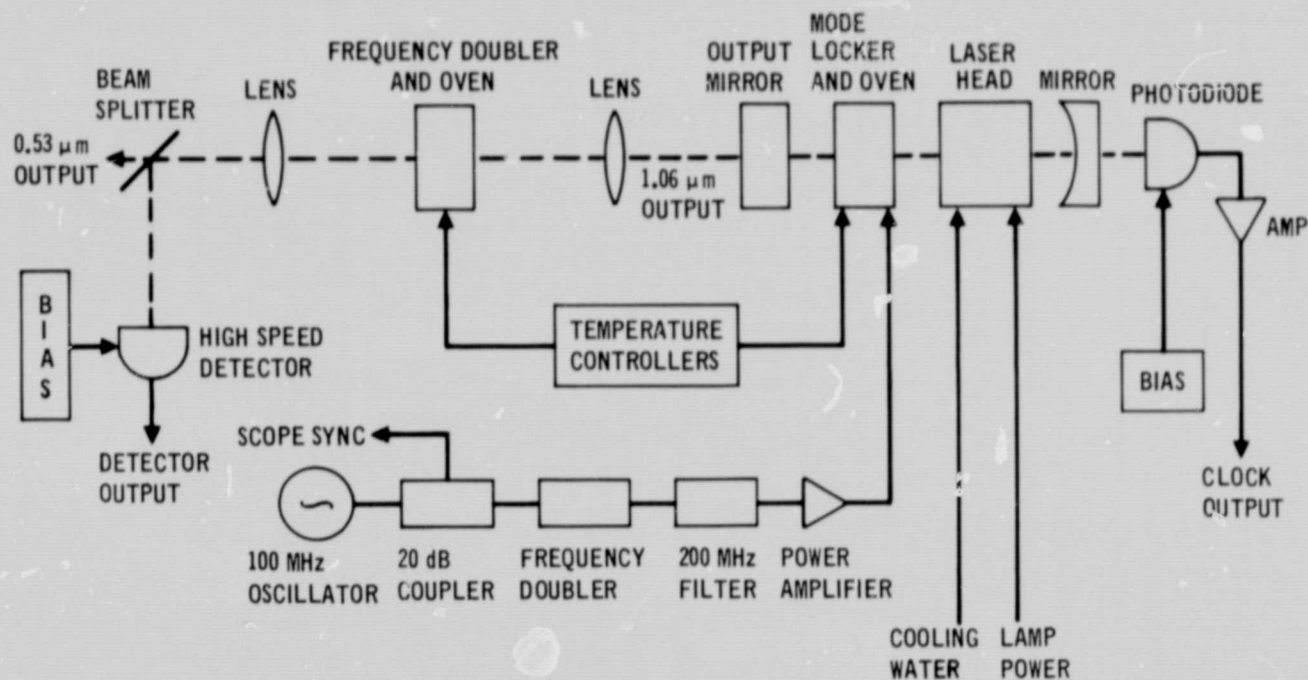 FREQUENCY DOUBLER
AND OVEN
OUTPUT
MIRROR
MODE
LOCKER
AND OVEN
LASER
HEAD
MIRROR
PHOTODIODE
BEAM
SPLITTER
LENS
LENS
0.53 μm
OUTPUT
1.06 μm
OUTPUT
AMP
B
I
A
S
HIGH SPEED
DETECTOR
TEMPERATURE
CONTROLLERS
BIAS
DETECTOR
OUTPUT
SCOPE SYNC
CLOCK
OUTPUT
100 MHz
OSCILLATOR
20 dB
COUPLER
FREQUENCY
DOUBLER
200 MHz
FILTER
POWER
AMPLIFIER
COOLING
WATER
LAMP
POWER